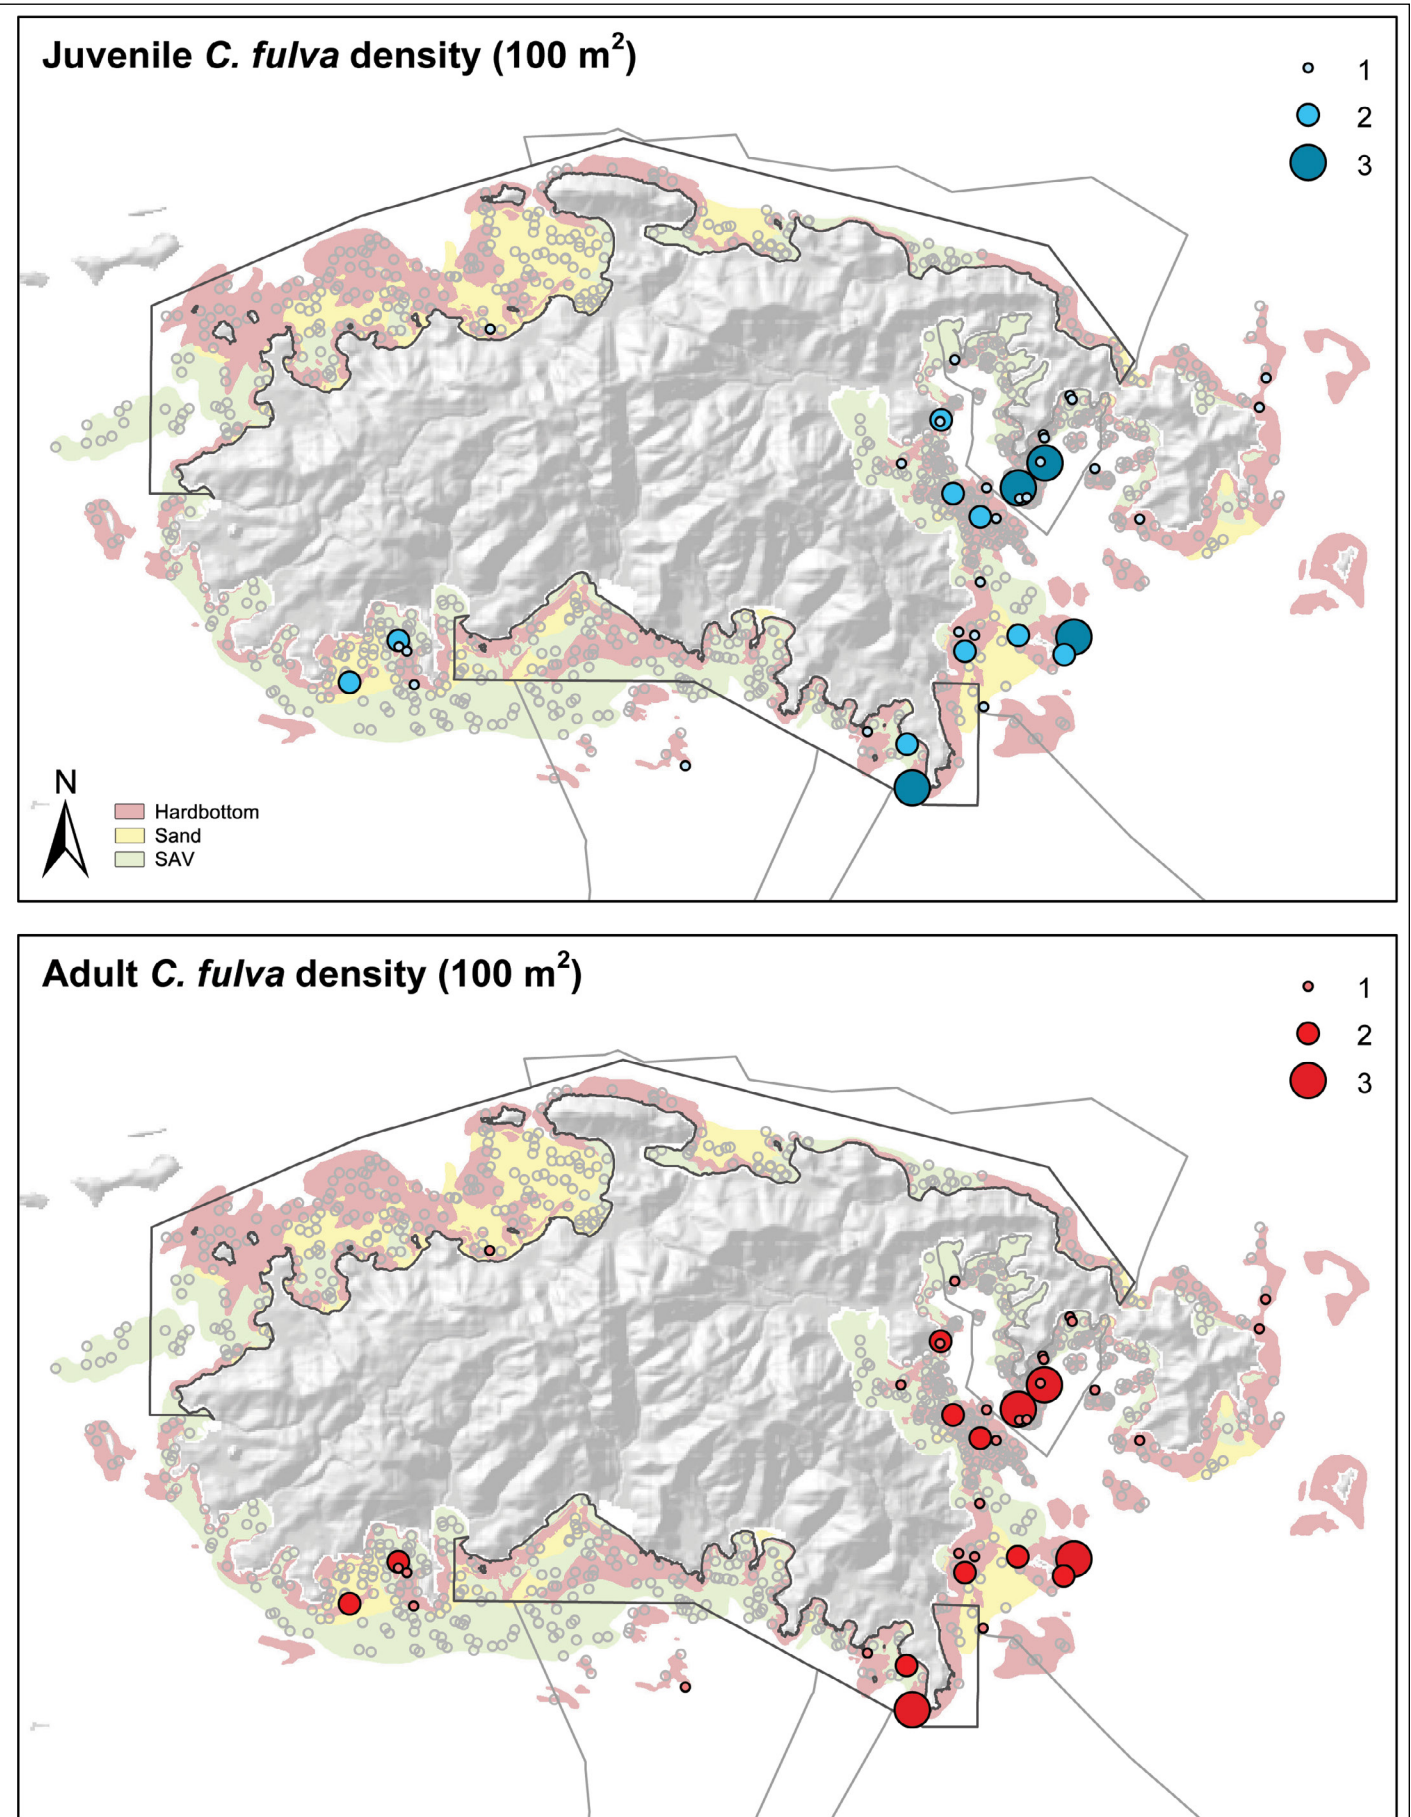 Juvenile C. fulva density (100 m²)
1
2
3
N
Hardbottom
Sand
SAV
Adult C. fulva density (100 m²)
1
2
3